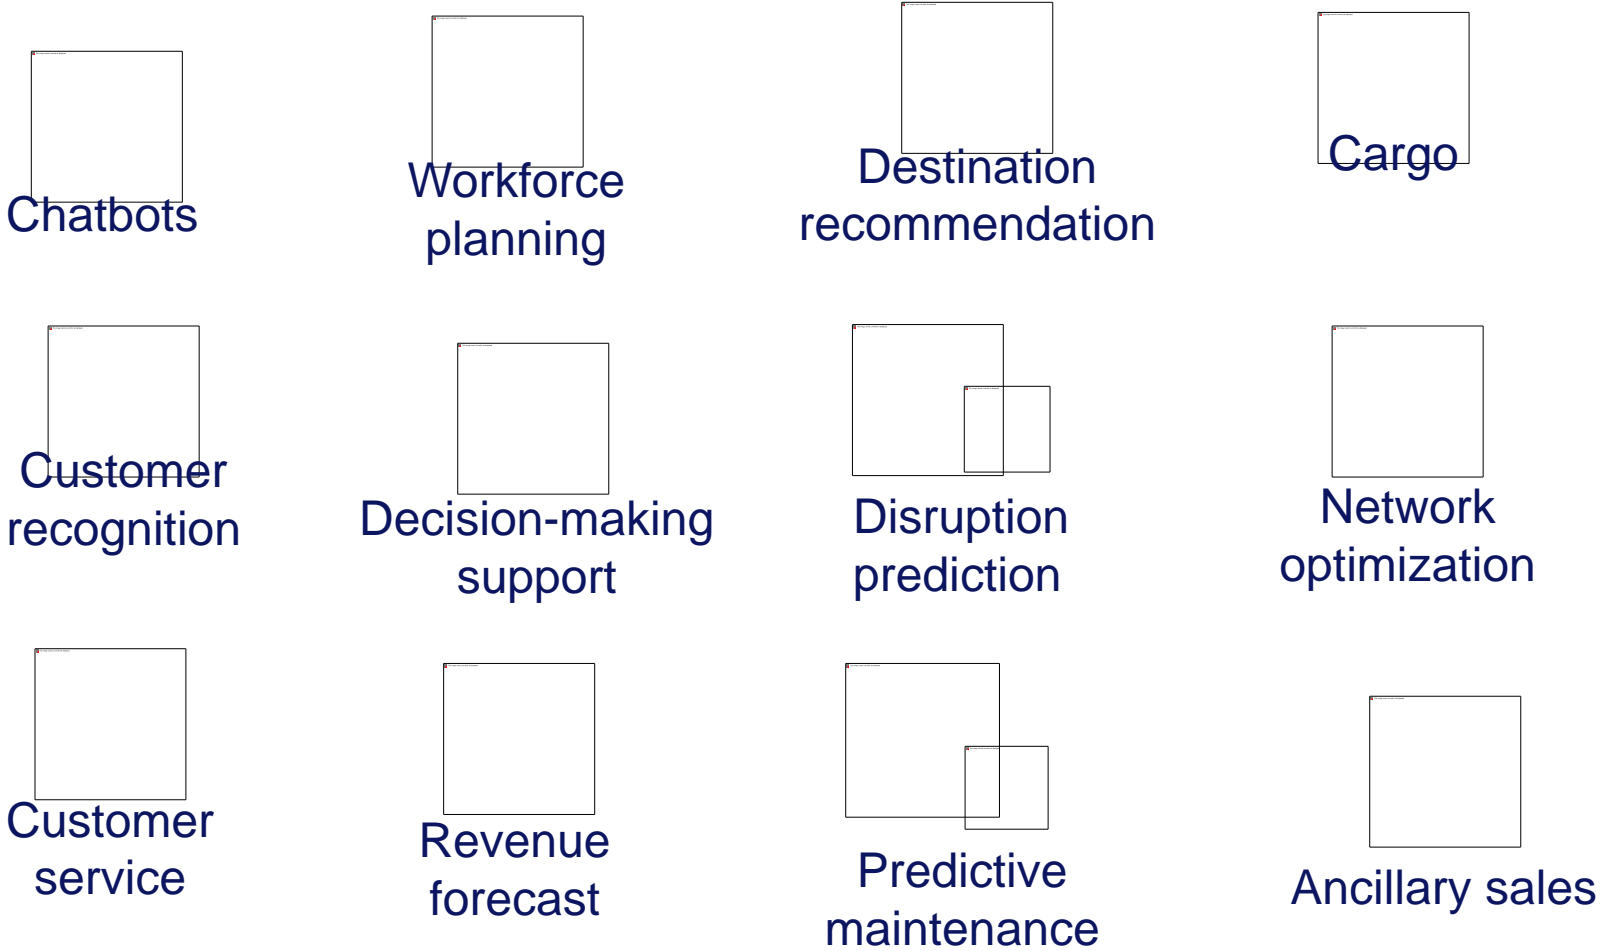 Chatbots
Workforce
planning
Destination
recommendation
Cargo
Customer
recognition
Decision-making
support
Disruption
prediction
Network
optimization
Customer
service
Revenue
forecast
Predictive
maintenance
Ancillary sales